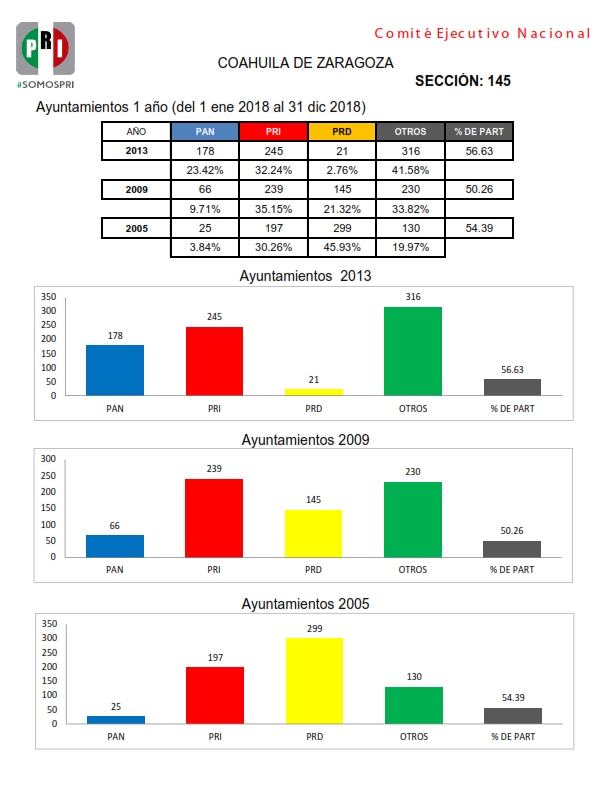 Comité Ejecutivo Nacional
PRI
#SOMOSPRI
COAHUILA DE ZARAGOZA
SECCIÓN: 145
Ayuntamientos 1 año (del 1 ene 2018 al 31 dic 2018)
AÑO PAN PRI PRD OTROS % DE PART
2013 178 245 21 316 56.63
23.42% 32.24% 2.76% 41.58%
2009 66 239 145 230 50.26
9.71% 35.15% 21.32% 33.82%
2005 25 197 299 130 54.39
3.84% 30.26% 45.93% 19.97%
Ayuntamientos 2013
350
300
250
200
150
100
50
0
178 245 21 316 56.63
PAN PRI PRD OTROS % DE PART
Ayuntamientos 2009
300
250
200
150
100
50
0
66 239 145 230 50.26
PAN PRI PRD OTROS % DE PART
Ayuntamientos 2005
350
300
250
200
150
100
50
0
25 197 299 130 54.39
PAN PRI PRD OTROS % DE PART